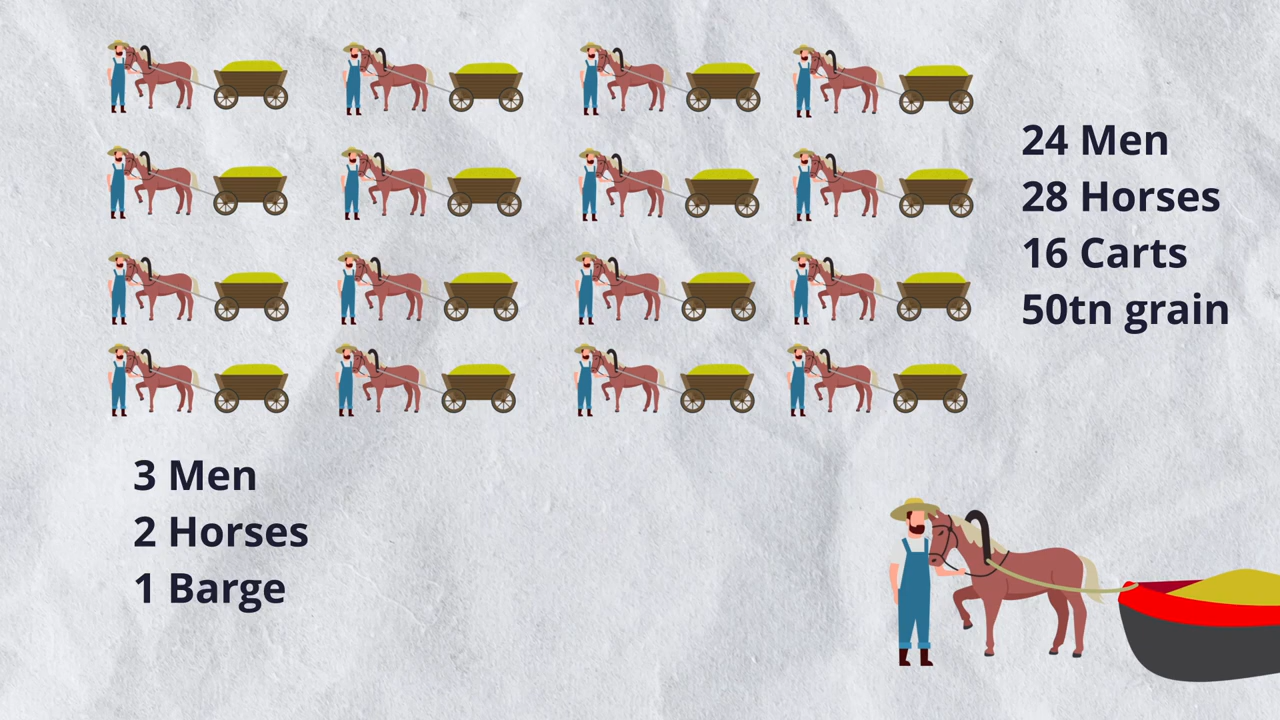 24 Men
28 Horses
16 Carts
50tn grain
3 Men
2 Horses
1 Barge